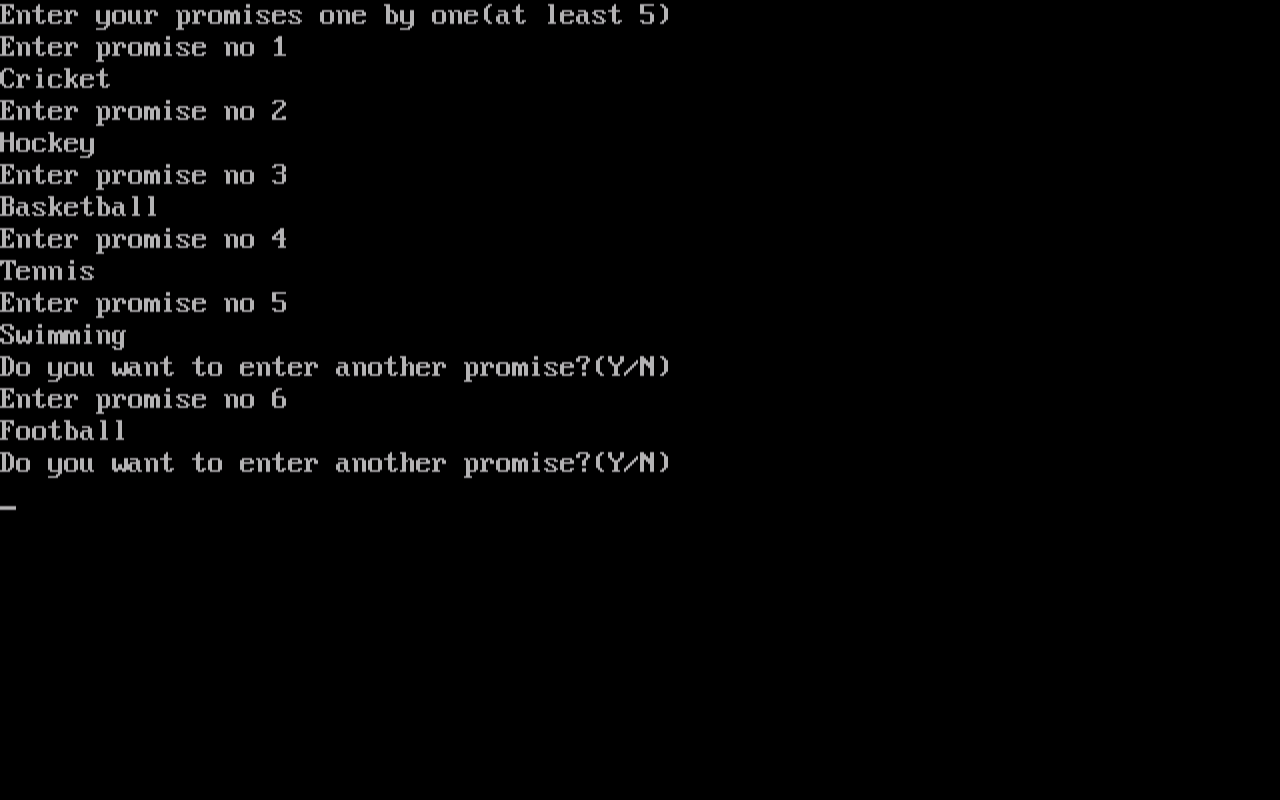 Enter your promises one by one(at least 5)
Enter promise no 1
Cricket
Enter promise no 2
Hockey
Enter promise no 3
Basketball
Enter promise no 4
Tennis
Enter promise no 5
Swimming
Do you want to enter another promise?(Y/N)
Enter promise no 6
Football
Do you want to enter another promise?(Y/N)
_